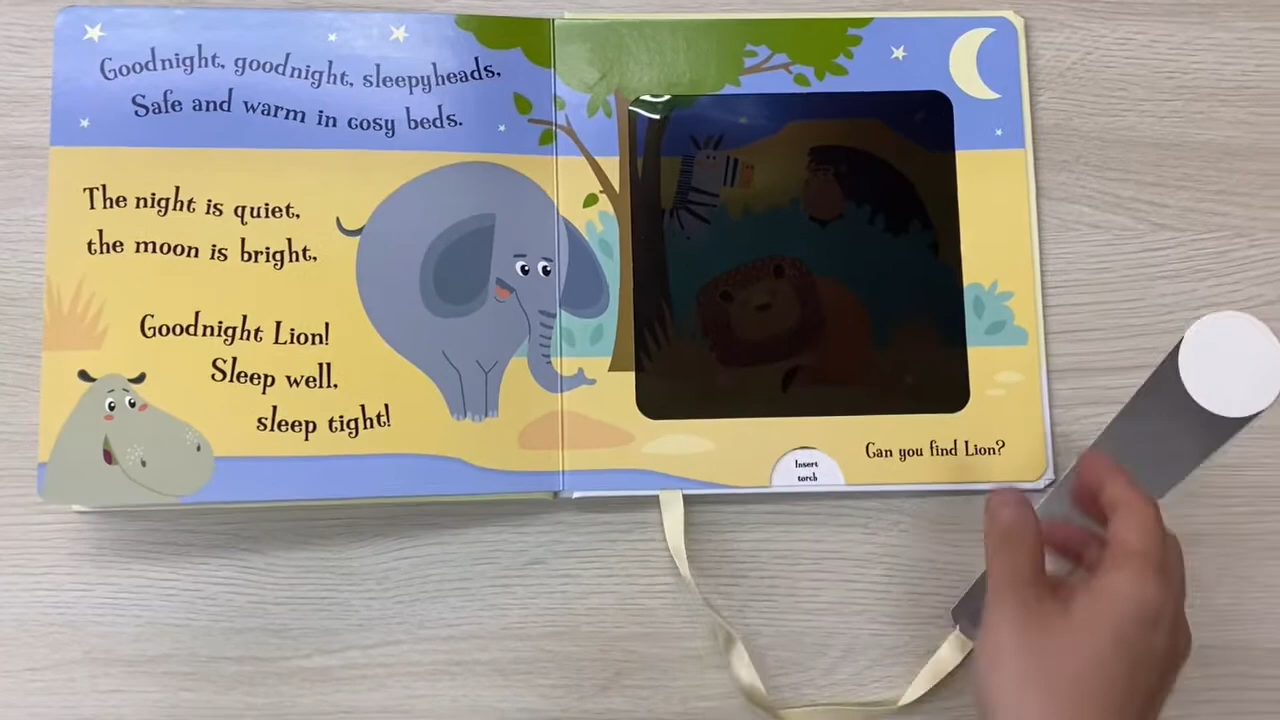 Goodnight, goodnight, sleepyheads,
Safe and warm in cosy beds.
The night is quiet,
the moon is bright,
Goodnight Lion!
Sleep well,
sleep tight!
Insert
torch
Can you find Lion?